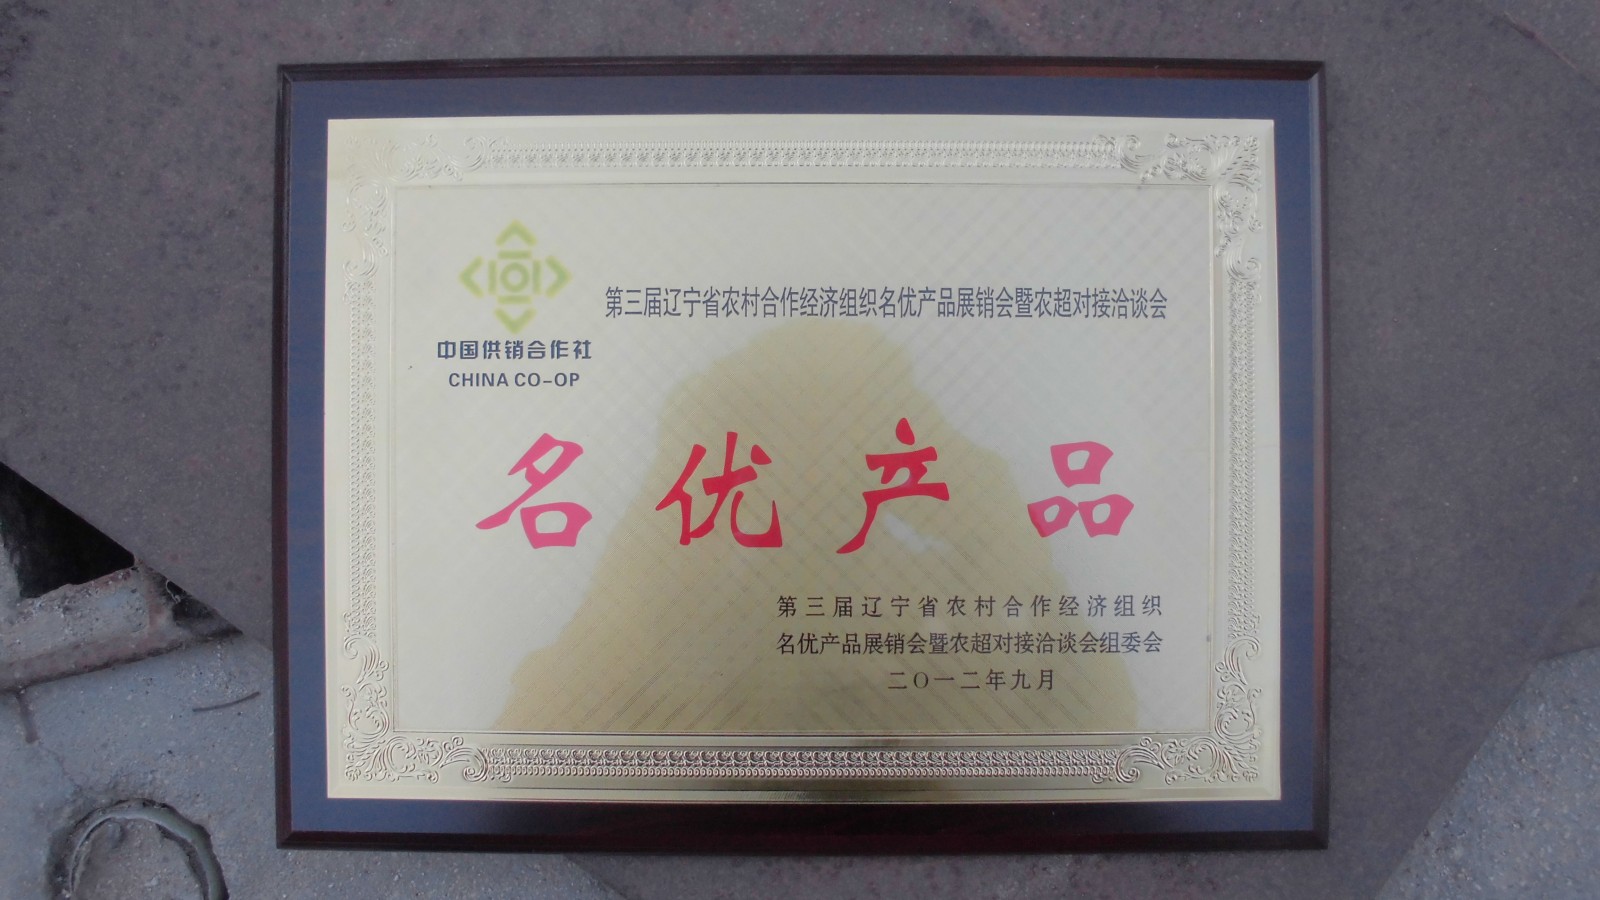 第三届辽宁省农村合作经济组织名优产品展销会暨农超对接洽谈会
中国供销合作社
CHINA CO-OP
名优产品
第三届辽宁省农村合作经济组织
名优产品展销会暨农超对接洽谈会组委会
二〇一二年九月